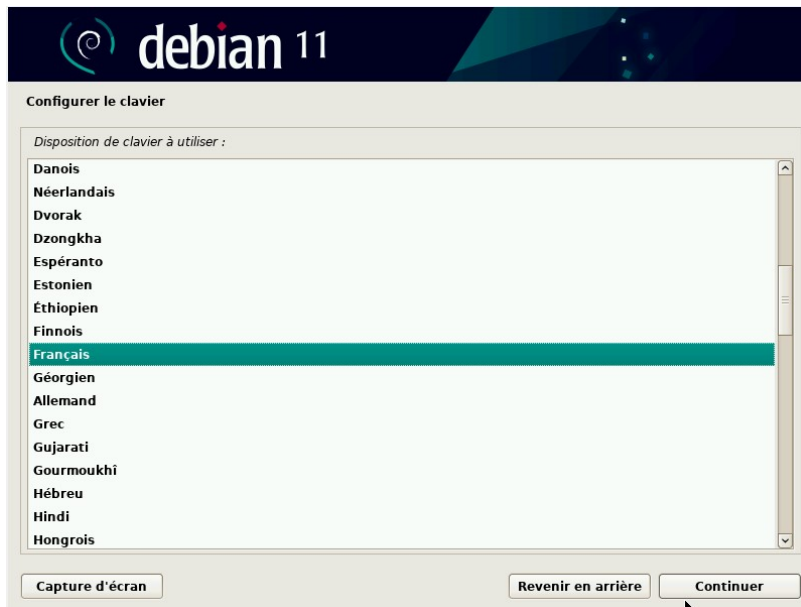 debian 11
Configurer le clavier
Disposition de clavier à utiliser :
Danois
Néerlandais
Dvorak
Dzongkha
Espéranto
Estonien
Éthiopien
Finnois
Français
Géorgien
Allemand
Grec
Gujarati
Gourmoukhî
Hébreu
Hindi
Hongrois
Capture d'écran
Revenir en arrière
Continuer